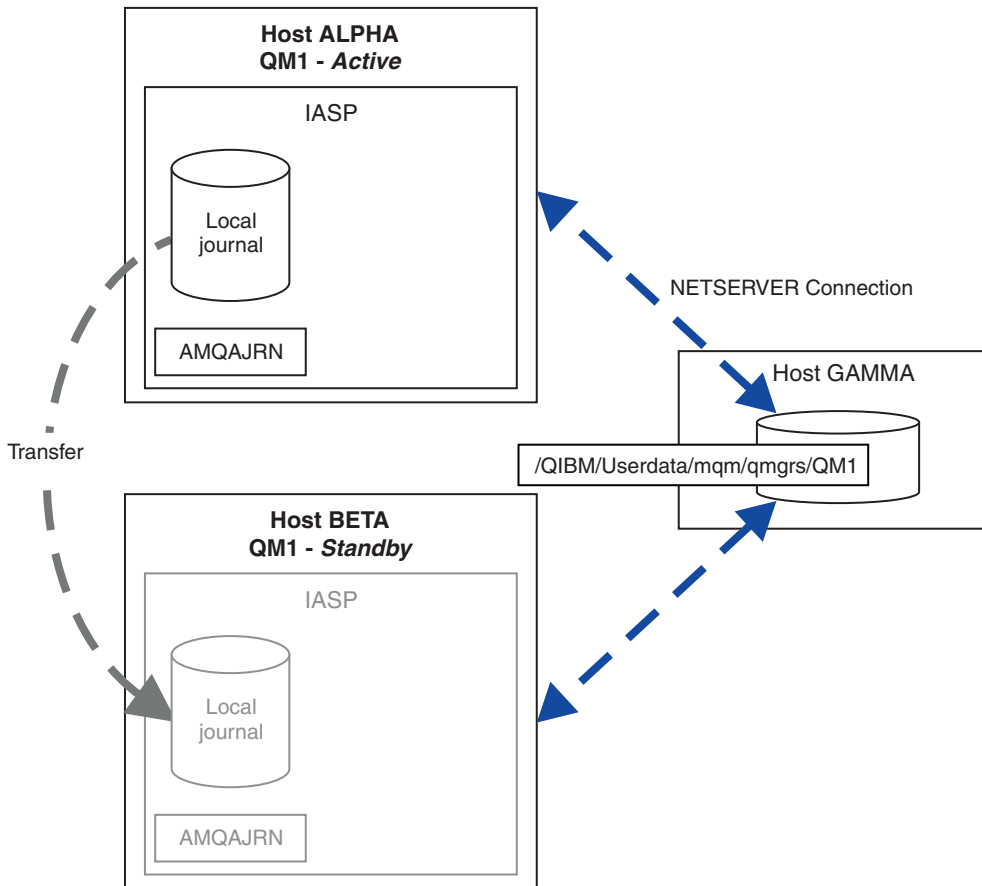 Host ALPHA
QM1 - Active
IASP
Local
journal
AMQAJRN
NETSERVER Connection
Host GAMMA
/QIBM/Userdata/mqm/qmgrs/QM1
Transfer
Host BETA
QM1 - Standby
IASP
Local
journal
AMQAJRN